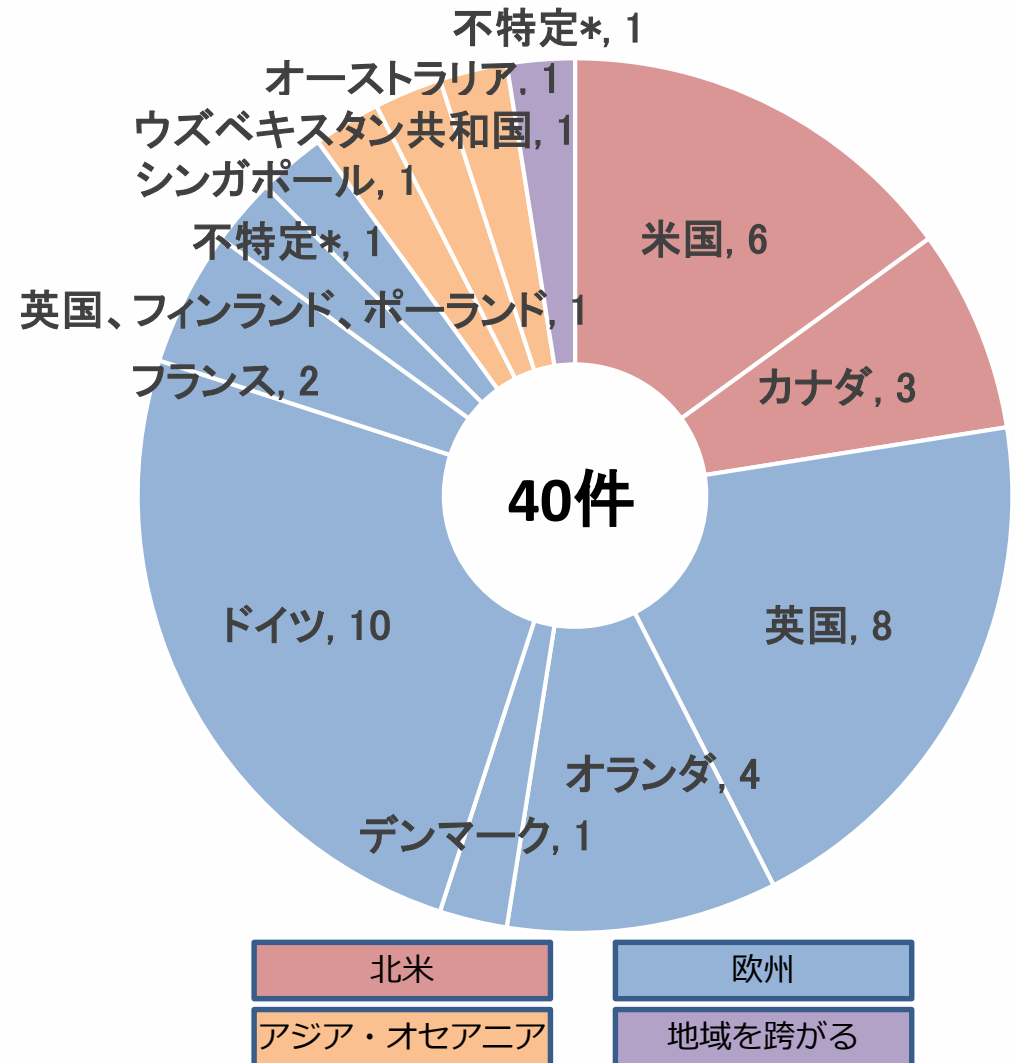 不特定*, 1
オーストラリア, 1
ウズベキスタン共和国, 1
シンガポール, 1
不特定*, 1
英国、フィンランド、ポーランド, 1
フランス, 2
米国, 6
カナダ, 3
40件
ドイツ, 10
英国, 8
オランダ, 4
デンマーク, 1
北米
欧州
アジア・オセアニア
地域を跨がる